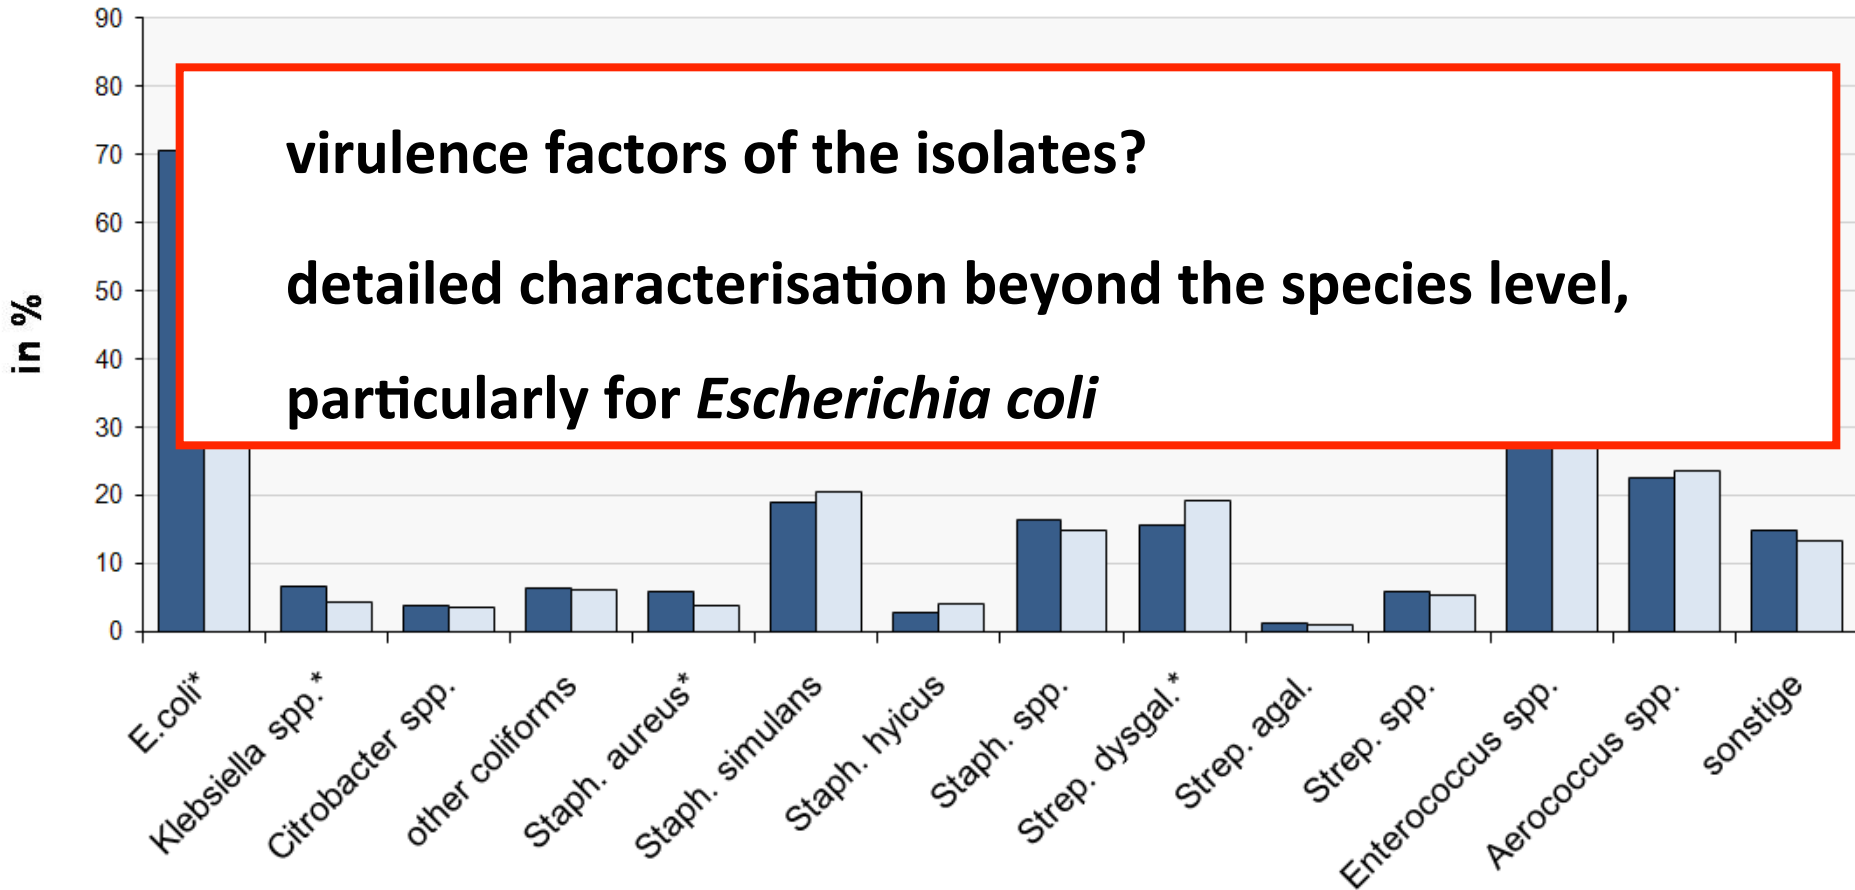 90
80
70
60
50
40
30
20
10
0
in %
virulence factors of the isolates?
detailed characterisation beyond the species level,
particularly for Escherichia coli
E.coli*
Klebsiella spp.*
Citrobacter spp.
other coliforms
Staph. aureus*
Staph. simulans
Staph. hyicus
Staph. spp.
Strep. dysgal.*
Strep. agal.
Strep. spp.
Enterococcus spp.
Aerococcus spp.
sonstige